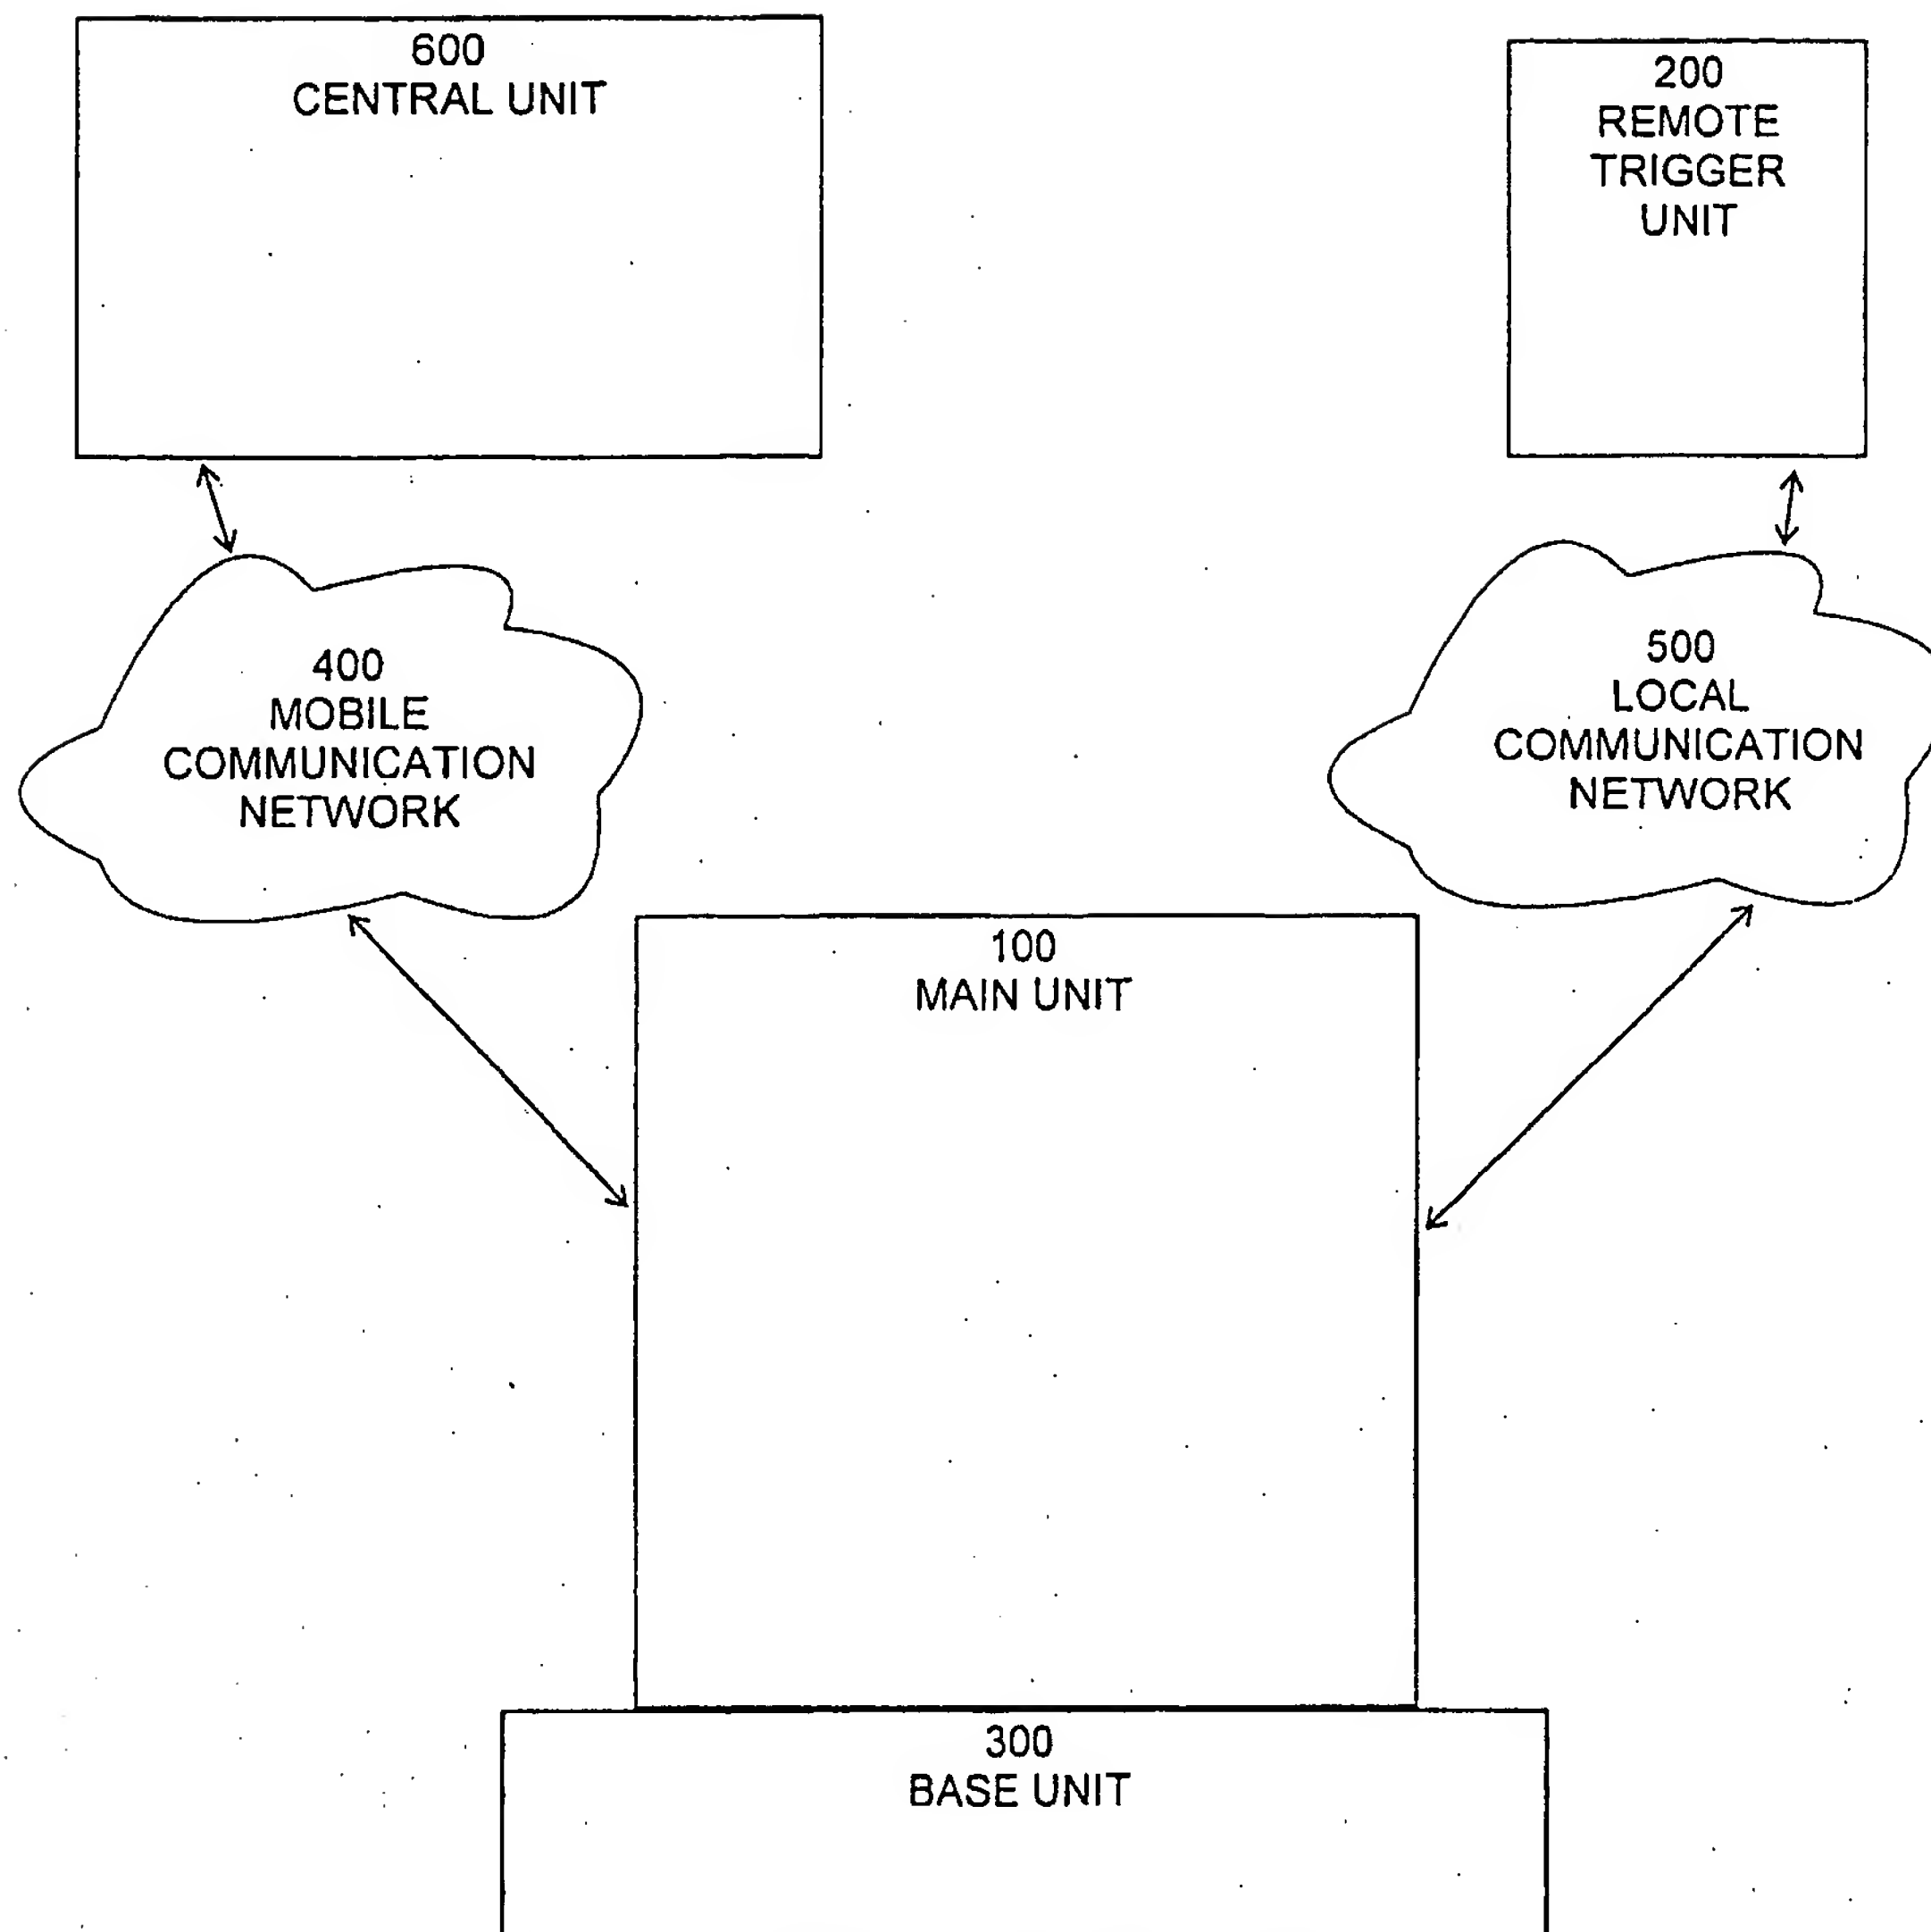 600
CENTRAL UNIT
200
REMOTE
TRIGGER
UNIT
400
MOBILE
COMMUNICATION
NETWORK
500
LOCAL
COMMUNICATION
NETWORK
100
MAIN UNIT
300
BASE UNIT